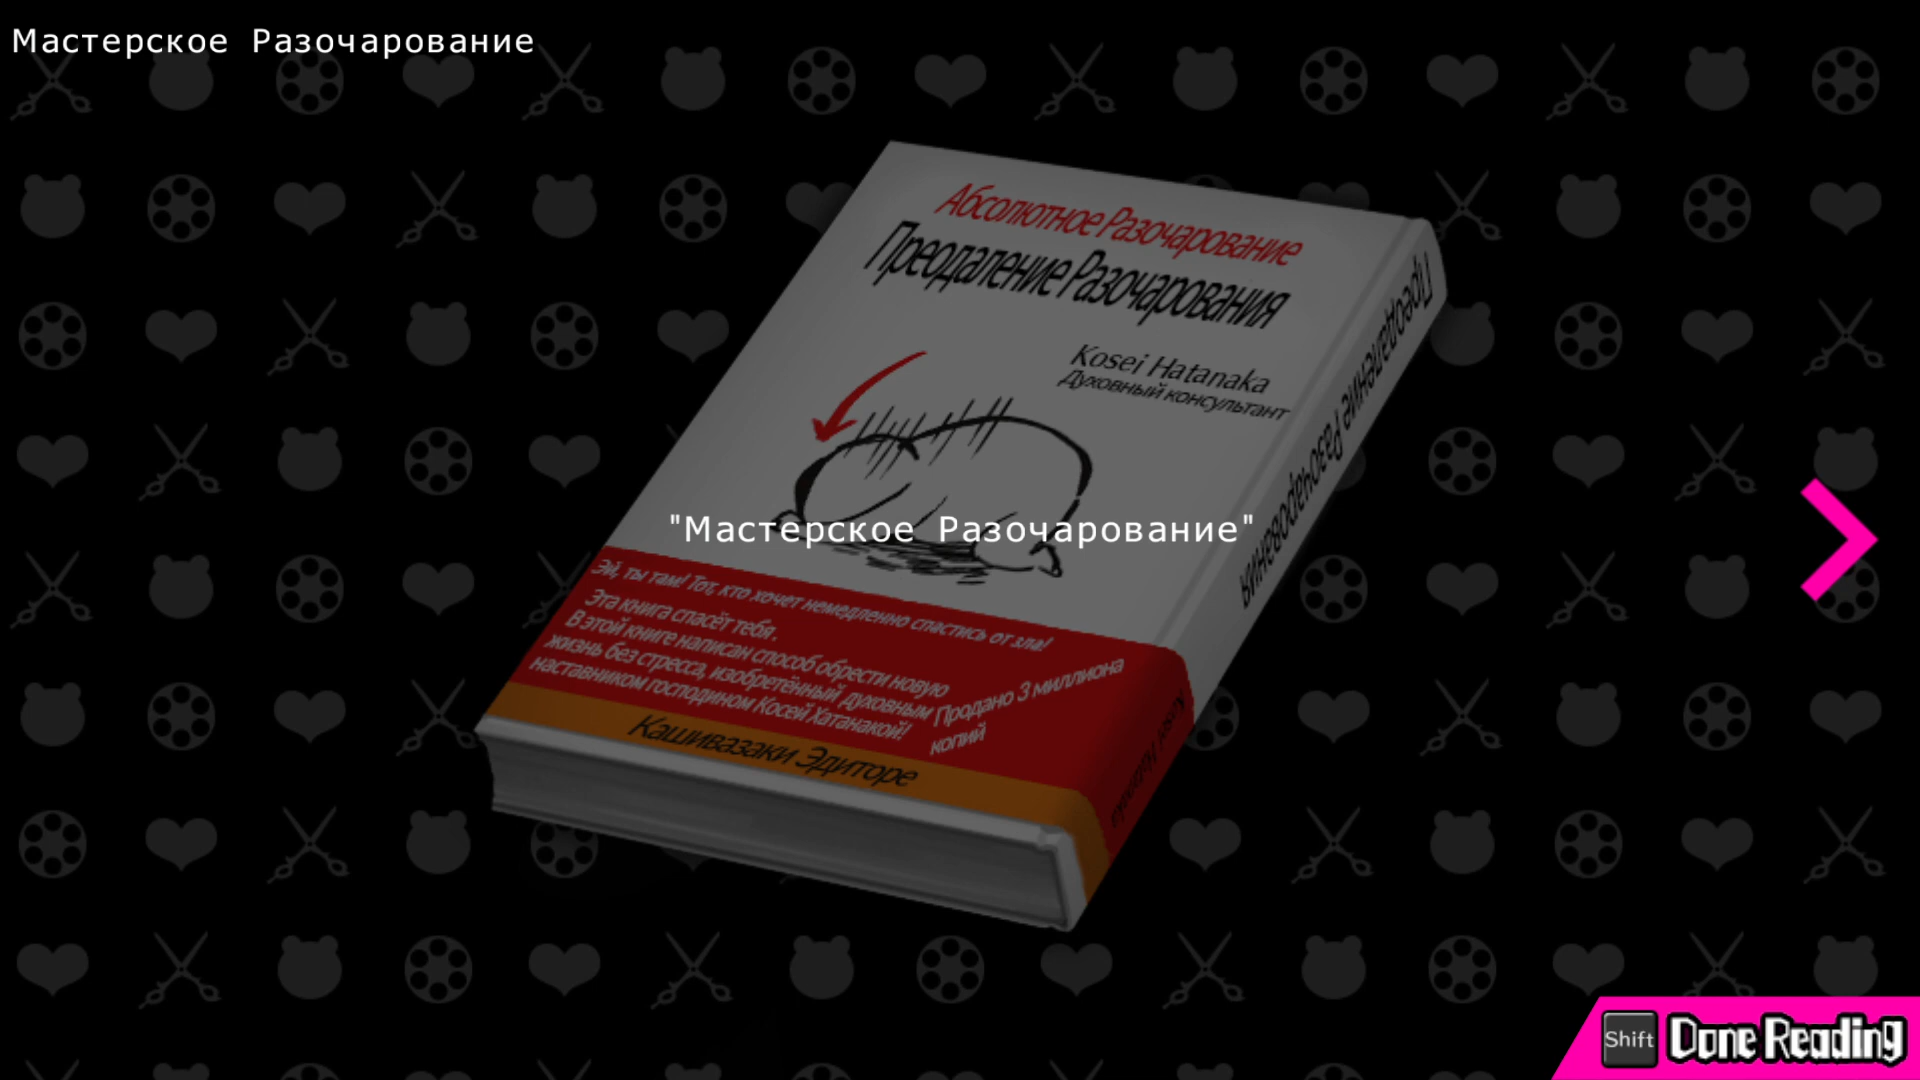 Мастерское Разочарование
Абсолютное Разочарование
Преодаление Разочарования
Kosei Hatanaka
Духовный консультант
Преодаление Разочарования
"Мастерское Разочарование"
Эй, ты там! Тот, кто хочет немедленно спастись от зла!
Эта книга спасёт тебя.
В этой книге написан способ обрести новую
жизнь без стресса, изобретённый духовным
наставником господином Косей Хатанакой!
Продано 3 миллиона
копий
Kosei Hatanaka
Кашивазаки Эдиторе
Shift Done Reading